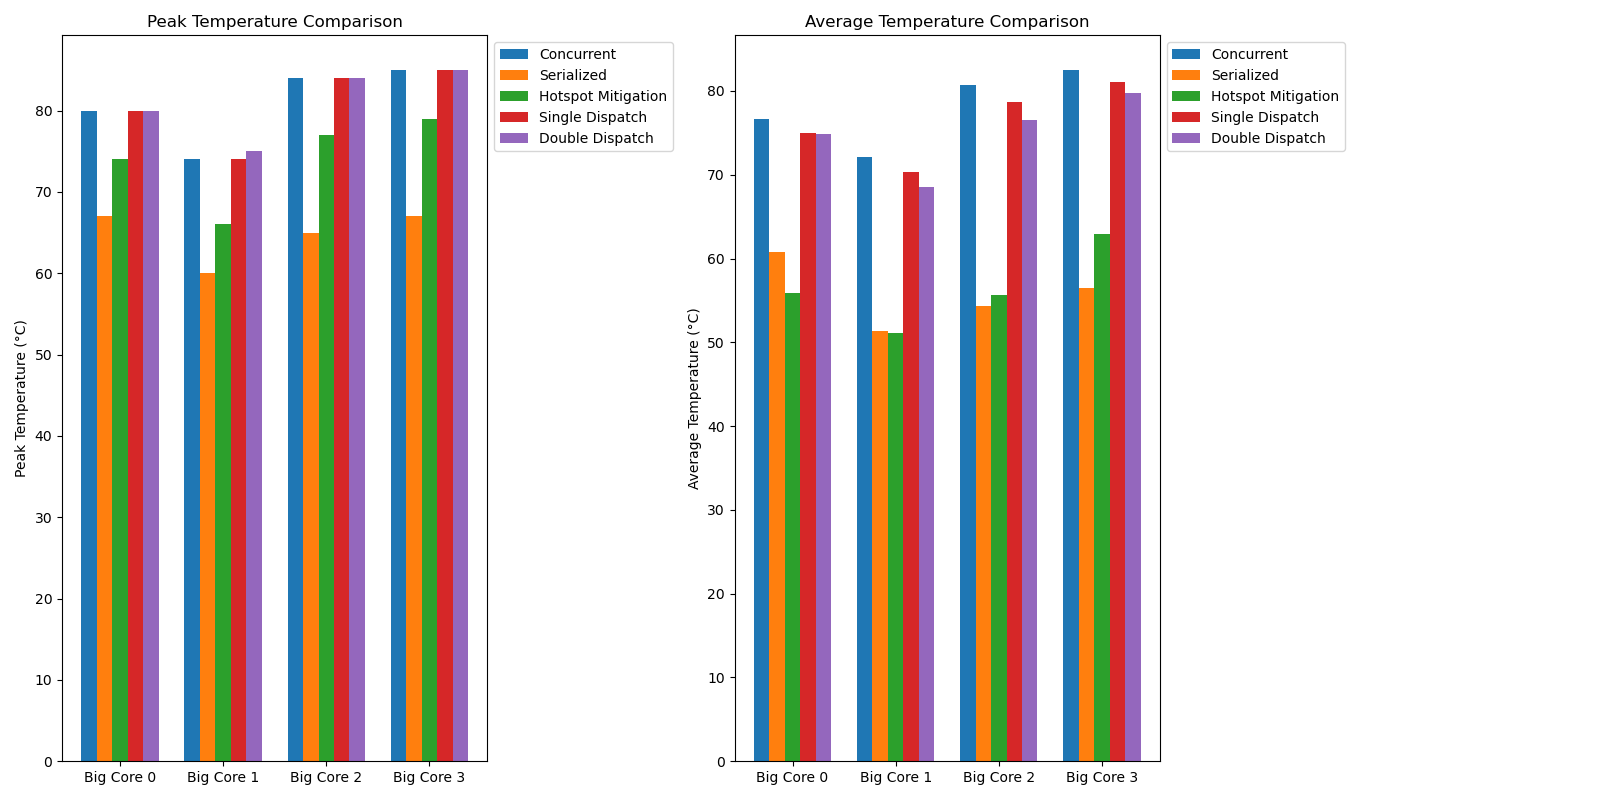 Peak Temperature Comparison
Peak Temperature (°C)
80
70
60
50
40
30
20
10
0
Big Core 0
Big Core 1
Big Core 2
Big Core 3
Concurrent
Serialized
Hotspot Mitigation
Single Dispatch
Double Dispatch
Average Temperature Comparison
Average Temperature (°C)
80
70
60
50
40
30
20
10
0
Big Core 0
Big Core 1
Big Core 2
Big Core 3
Concurrent
Serialized
Hotspot Mitigation
Single Dispatch
Double Dispatch